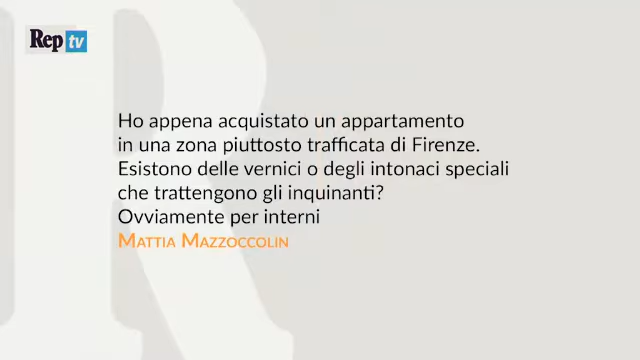 Rep tv
Ho appena acquistato un appartamento
in una zona piuttosto trafficata di Firenze.
Esistono delle vernici o degli intonaci speciali
che trattengono gli inquinanti?
Ovviamente per interni
MATTIA MAZZOCCOLIN